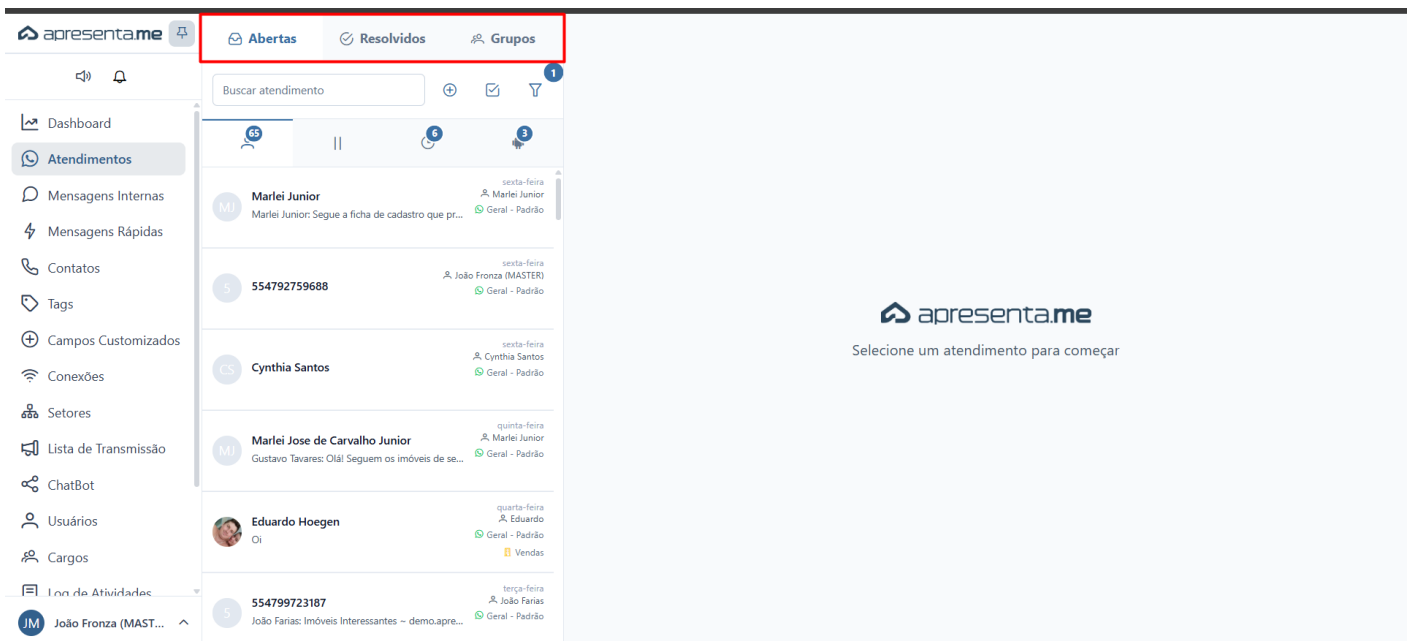 apresenta.me
Dashboard
Atendimentos
Mensagens Internas
Mensagens Rápidas
Contatos
Tags
Campos Customizados
Conexões
Setores
Lista de Transmissão
ChatBot
Usuários
Cargos
Log de Atividades
JM João Fronza (MAST...
Abertas Resolvidos Grupos
Buscar atendimento 1
65 6 3
MJ Marlei Junior sexta-feira
Marlei Junior
Marlei Junior: Segue a ficha de cadastro que pr... Geral - Padrão
S 554792759688 sexta-feira
João Fronza (MASTER)
Geral - Padrão
CS Cynthia Santos sexta-feira
Cynthia Santos
Geral - Padrão
MJ Marlei Jose de Carvalho Junior quinta-feira
Marlei Junior
Gustavo Tavares: Olá! Seguem os imóveis de se... Geral - Padrão
Eduardo Hoegen quarta-feira
Eduardo
Oi Geral - Padrão
Vendas
S 554799723187 terça-feira
João Farias
João Farias: Imóveis Interessantes ~ demo.apre... Geral - Padrão
apresenta.me
Selecione um atendimento para começar